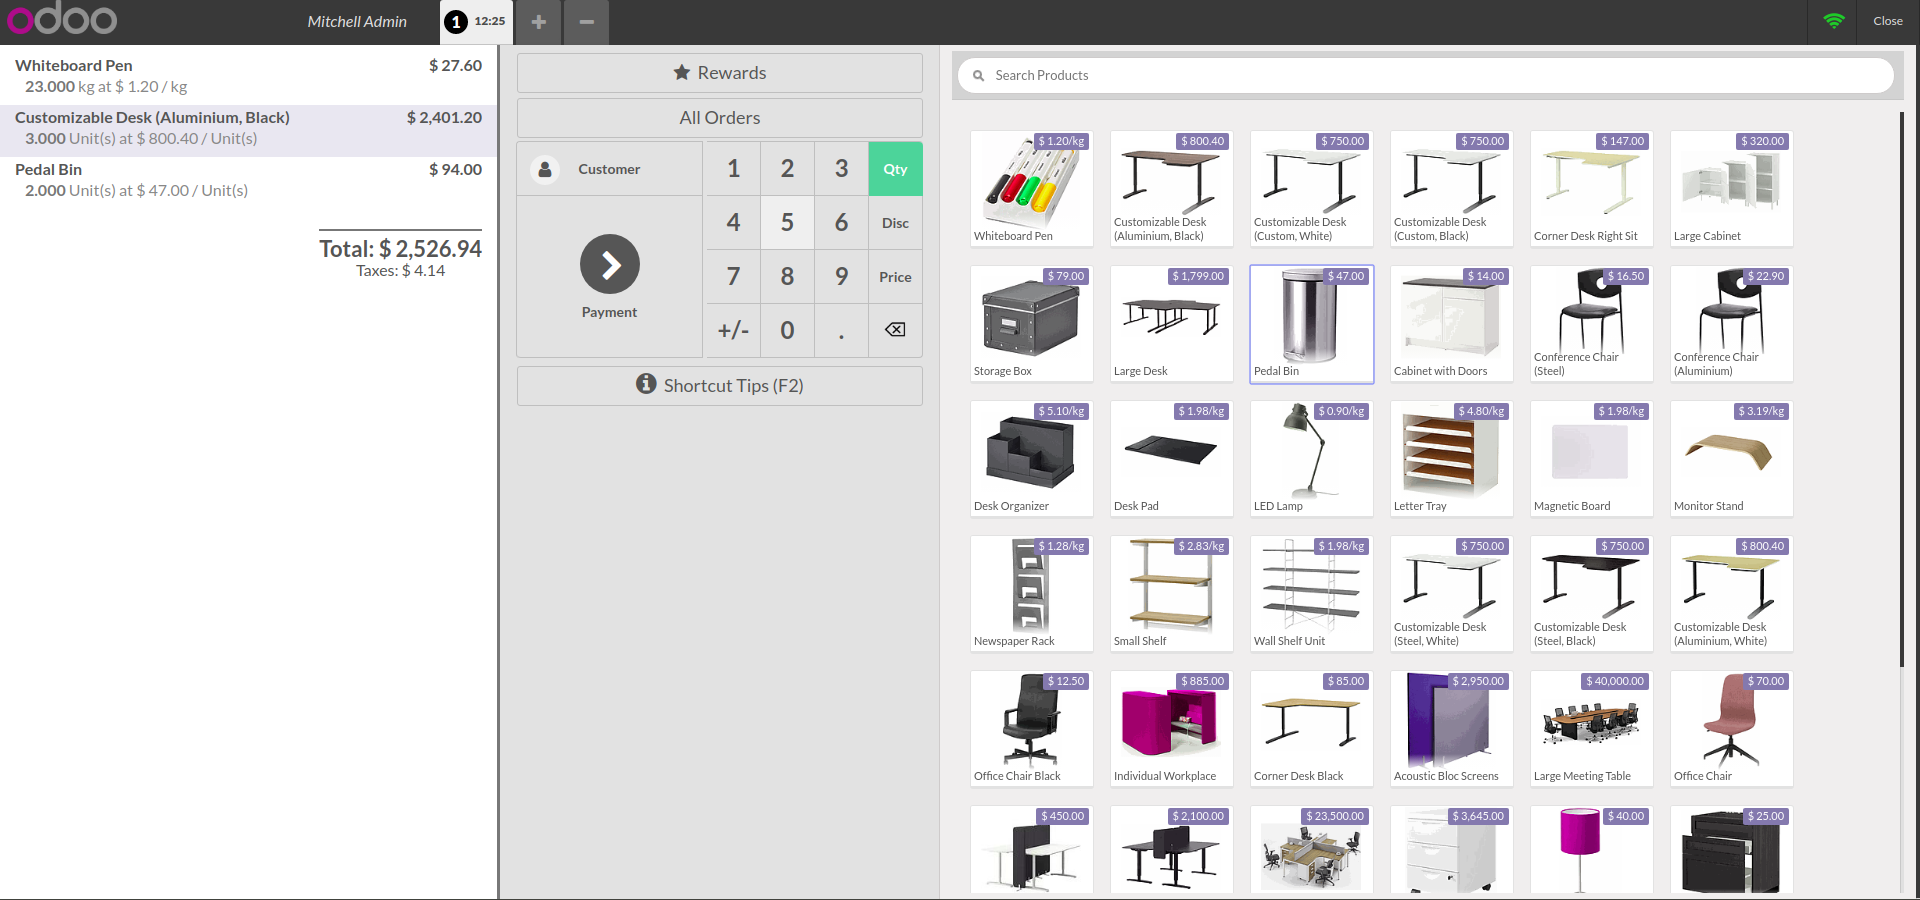 odoo
Mitchell Admin
1 12:25
+
−
Close
Whiteboard Pen $ 27.60
23.000 kg at $ 1.20 / kg
Customizable Desk (Aluminium, Black) $ 2,401.20
3.000 Unit(s) at $ 800.40 / Unit(s)
Pedal Bin $ 94.00
2.000 Unit(s) at $ 47.00 / Unit(s)
Total: $ 2,526.94
Taxes: $ 4.14
Rewards
All Orders
Customer
Payment
1 2 3 Qty
4 5 6 Disc
7 8 9 Price
+/- 0 .
Shortcut Tips (F2)
Search Products
$ 1.20/kg
Whiteboard Pen
$ 800.40
Customizable Desk
(Aluminium, Black)
$ 750.00
Customizable Desk
(Custom, White)
$ 750.00
Customizable Desk
(Custom, Black)
$ 147.00
Corner Desk Right Sit
$ 320.00
Large Cabinet
$ 79.00
Storage Box
$ 1,799.00
Large Desk
$ 47.00
Pedal Bin
$ 14.00
Cabinet with Doors
$ 16.50
Conference Chair
(Steel)
$ 22.90
Conference Chair
(Aluminium)
$ 5.10/kg
Desk Organizer
$ 1.98/kg
Desk Pad
$ 0.90/kg
LED Lamp
$ 4.80/kg
Letter Tray
$ 1.98/kg
Magnetic Board
$ 3.19/kg
Monitor Stand
$ 1.28/kg
Newspaper Rack
$ 2.83/kg
Small Shelf
$ 1.98/kg
Wall Shelf Unit
$ 750.00
Customizable Desk
(Steel, White)
$ 750.00
Customizable Desk
(Steel, Black)
$ 800.40
Customizable Desk
(Aluminium, White)
$ 12.50
Office Chair Black
$ 885.00
Individual Workplace
$ 85.00
Corner Desk Black
$ 2,950.00
Acoustic Bloc Screens
$ 40,000.00
Large Meeting Table
$ 70.00
Office Chair
$ 450.00
$ 2,100.00
$ 23,500.00
$ 3,645.00
$ 40.00
$ 25.00